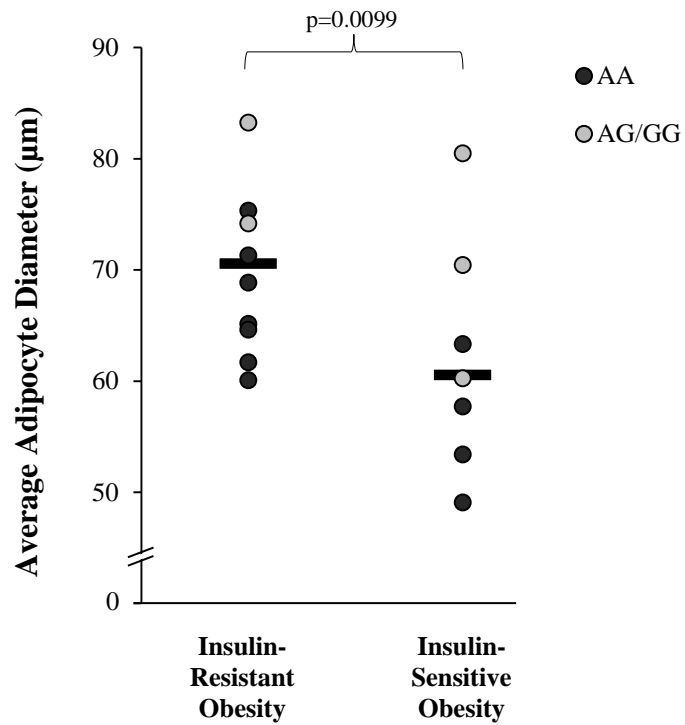 p=0.0099
90
80
70
60
50
0
Average Adipocyte Diameter (µm)
AA
AG/GG
Insulin-
Resistant
Obesity
Insulin-
Sensitive
Obesity